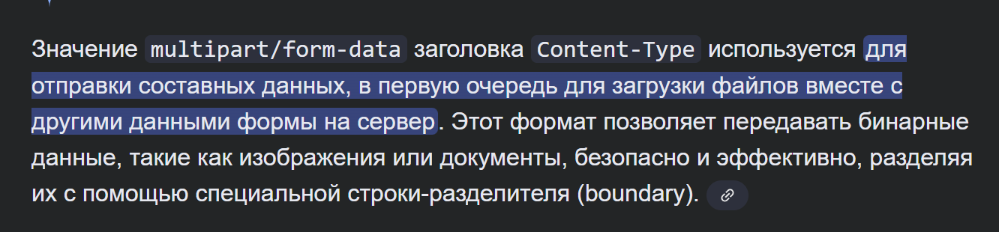 Значение multipart/form-data заголовка Content-Type используется для
отправки составных данных, в первую очередь для загрузки файлов вместе с
другими данными формы на сервер. Этот формат позволяет передавать бинарные
данные, такие как изображения или документы, безопасно и эффективно, разделяя
их с помощью специальной строки-разделителя (boundary).